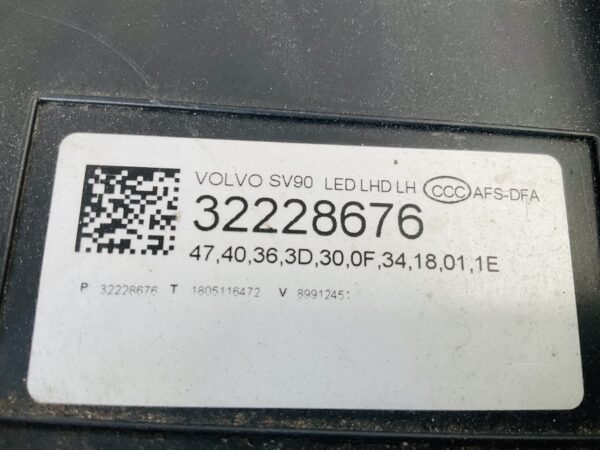 VOLVO SV90 LED LHD LH CCC AFS-DFA
32228676
47,40,36,3D,30,0F,34,18,01,1E
P 32228676 T 1805116472 V 89912451